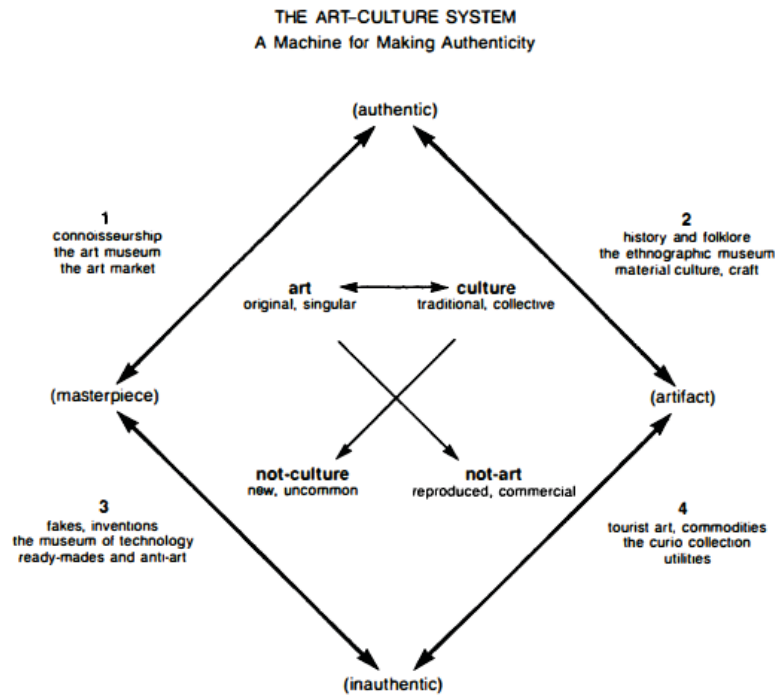 THE ART–CULTURE SYSTEM
A Machine for Making Authenticity
(authentic)
1
connoisseurship
the art museum
the art market
2
history and folklore
the ethnographic museum
material culture, craft
art
original, singular
culture
traditional, collective
(masterpiece)
(artifact)
not-culture
new, uncommon
not-art
reproduced, commercial
3
fakes, inventions
the museum of technology
ready-mades and anti-art
4
tourist art, commodities
the curio collection
utilities
(inauthentic)